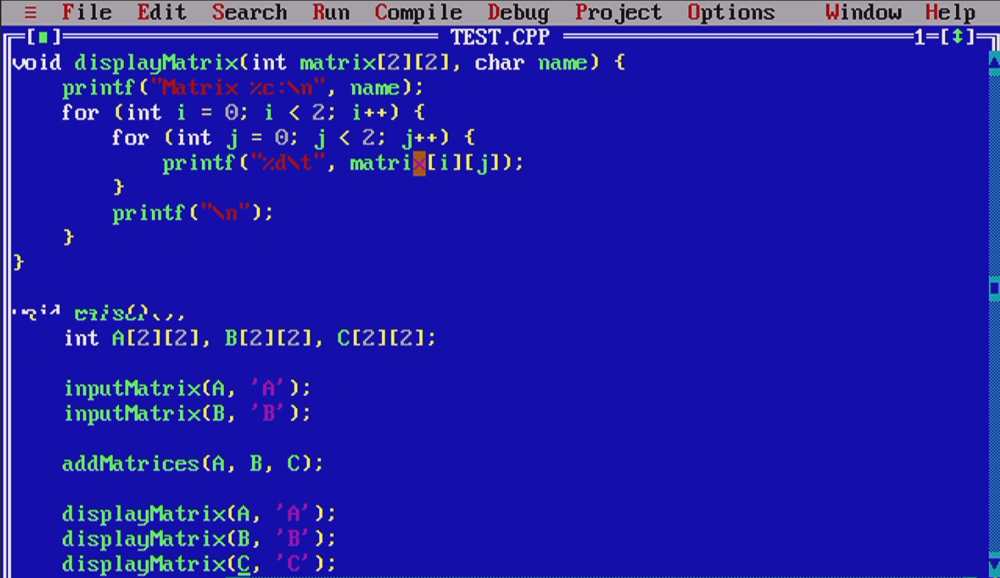 ≡ File Edit Search Run Compile Debug Project Options Window Help
[■] TEST.CPP 1=[↕]
void displayMatrix(int matrix[2][2], char name) {
    printf("Matrix %c:\n", name);
    for (int i = 0; i < 2; i++) {
        for (int j = 0; j < 2; j++) {
            printf("%d\t", matrix[i][j]);
        }
        printf("\n");
    }
}
    int A[2][2], B[2][2], C[2][2];
    inputMatrix(A, 'A');
    inputMatrix(B, 'B');
    addMatrices(A, B, C);
    displayMatrix(A, 'A');
    displayMatrix(B, 'B');
    displayMatrix(C, 'C');